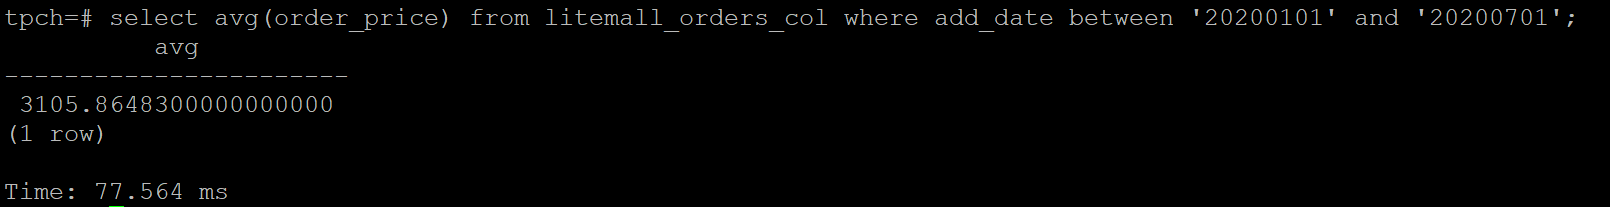 tpch=# select avg(order_price) from litemall_orders_col where add_date between '20200101' and '20200701';
avg
-----------------------
3105.8648300000000000
(1 row)
Time: 77.564 ms